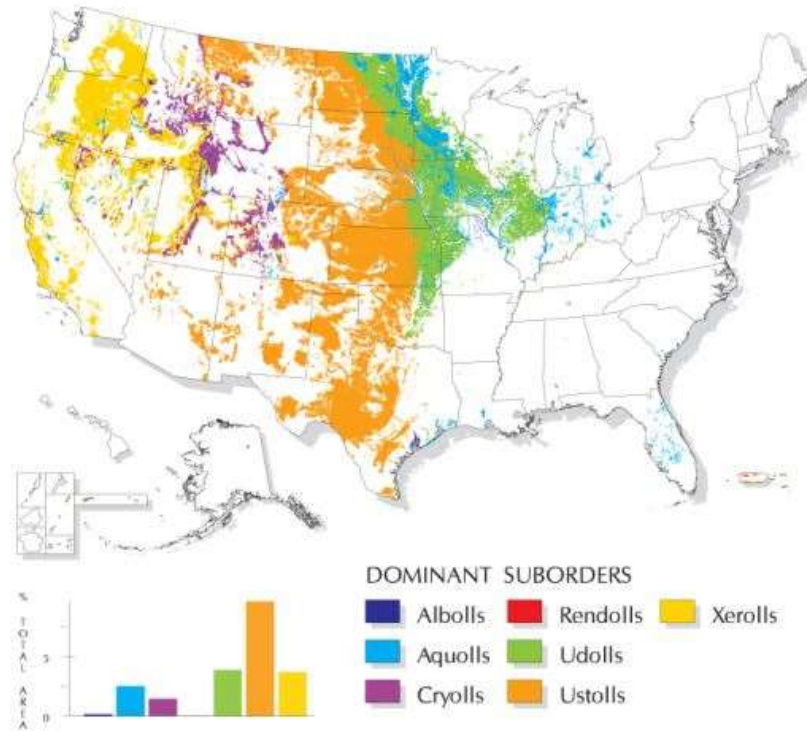 DOMINANT SUBORDERS
Albolls
Rendolls
Xerolls
Aquolls
Udolls
Cryolls
Ustolls
% TOTAL AREA
5
0